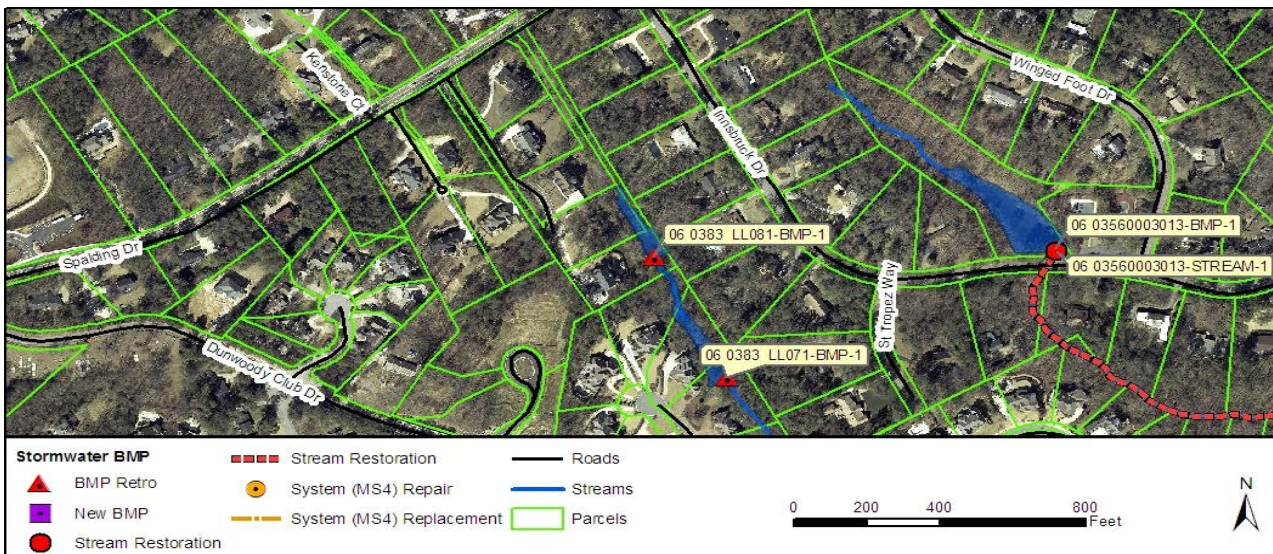 Kenstone Ct
Winged Foot Dr
Innsbruck Dr
06 0383 LL081-BMP-1
06 03560003013-BMP-1
06 03560003013-STREAM-1
Spalding Dr
St Tropez Way
Dunwoody Club Dr
06 0383 LL071-BMP-1
Stormwater BMP
BMP Retro
New BMP
Stream Restoration
Stream Restoration
System (MS4) Repair
System (MS4) Replacement
Roads
Streams
Parcels
0 200 400 800
Feet
N